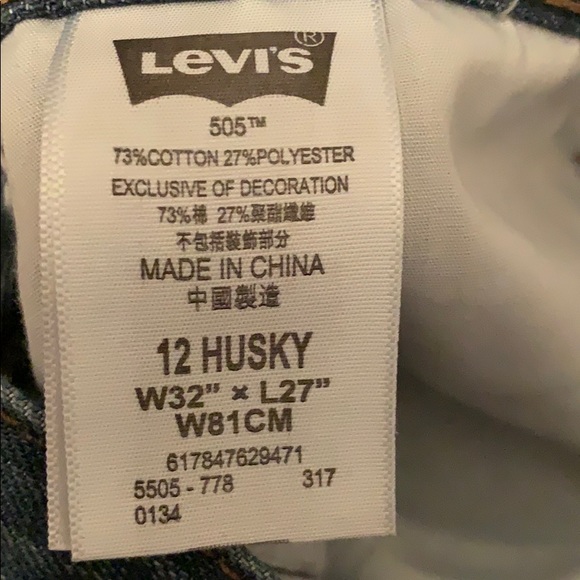 LEVI'S®
505™
73%COTTON 27%POLYESTER
EXCLUSIVE OF DECORATION
73%棉 27%聚酯纖維
不包括裝飾部分
MADE IN CHINA
中國製造
12 HUSKY
W32” × L27”
W81CM
617847629471
5505 - 778 317
0134